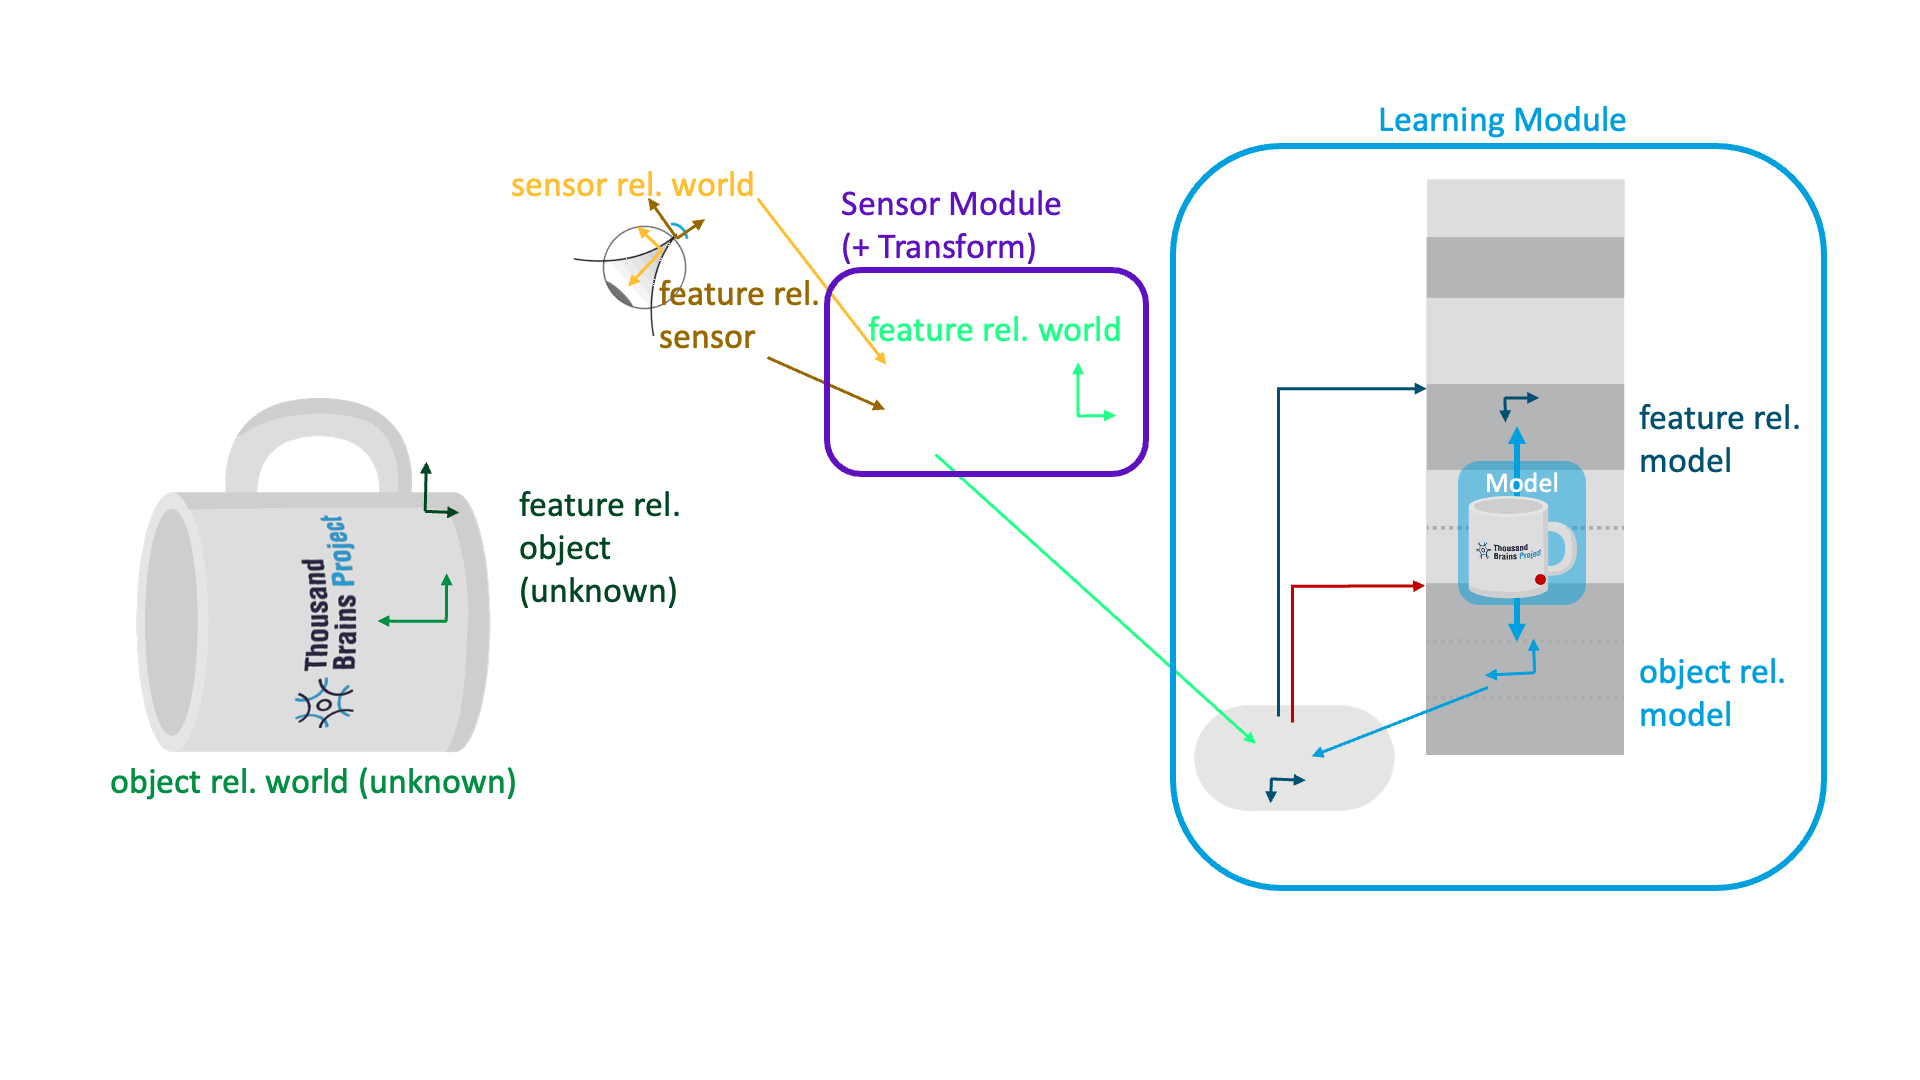 Learning Module
sensor rel. world
Sensor Module
(+ Transform)
feature rel.
sensor
feature rel. world
feature rel.
model
Model
Thousand
Brains Project
feature rel.
object
(unknown)
Thousand
Brains Project
object rel.
model
object rel. world (unknown)